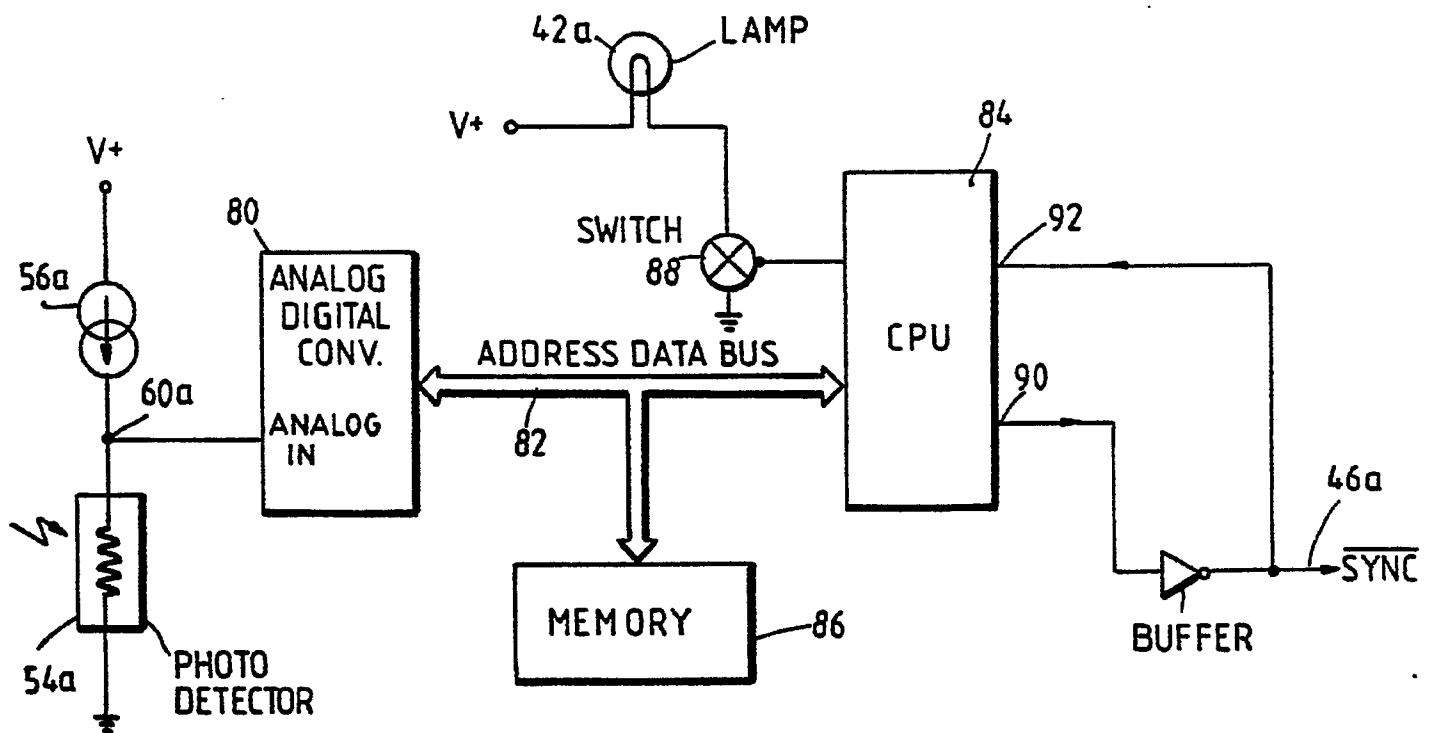 42a
LAMP
V+
84
V+
80
SWITCH
88
92
56a
ANALOG
DIGITAL
CONV.
CPU
ADDRESS DATA BUS
60a
90
ANALOG
IN
82
46a
SYNC
MEMORY
86
BUFFER
54a
PHOTO
DETECTOR